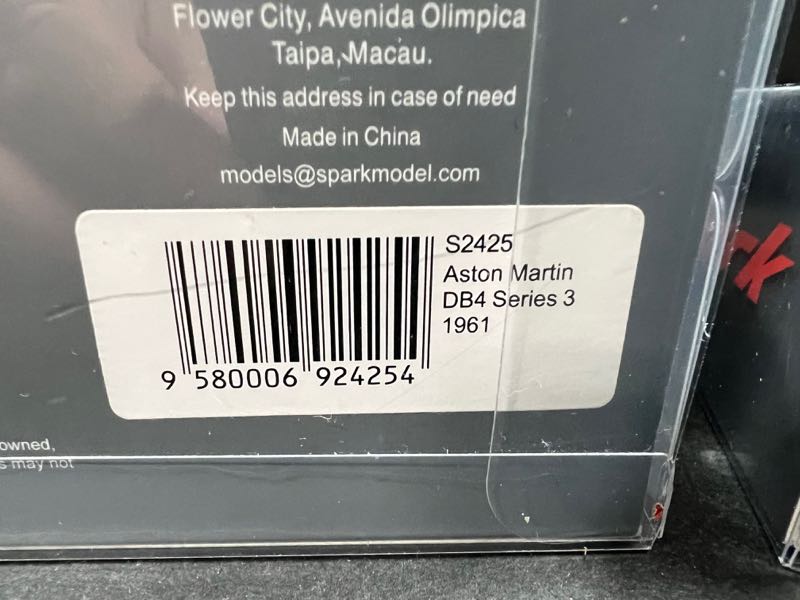 Flower City, Avenida Olimpica
Taipa, Macau.
Keep this address in case of need
Made in China
models@sparkmodel.com
S2425
Aston Martin
DB4 Series 3
1961
9 580006 924254
owned,
may not
rk